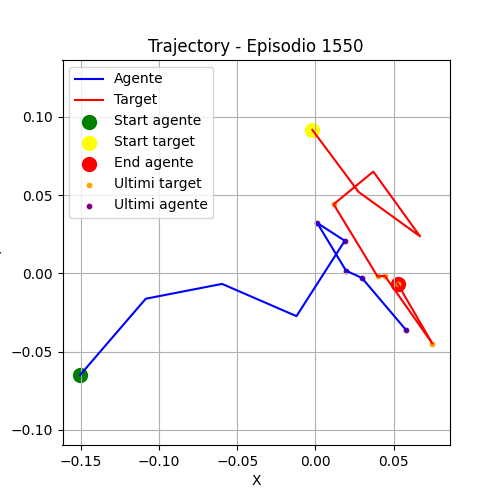 Trajectory - Episodio 1550
Agente
Target
Start agente
Start target
End agente
Ultimi target
Ultimi agente
0.10
0.05
0.00
−0.05
−0.10
−0.15
−0.10
−0.05
0.00
0.05
X